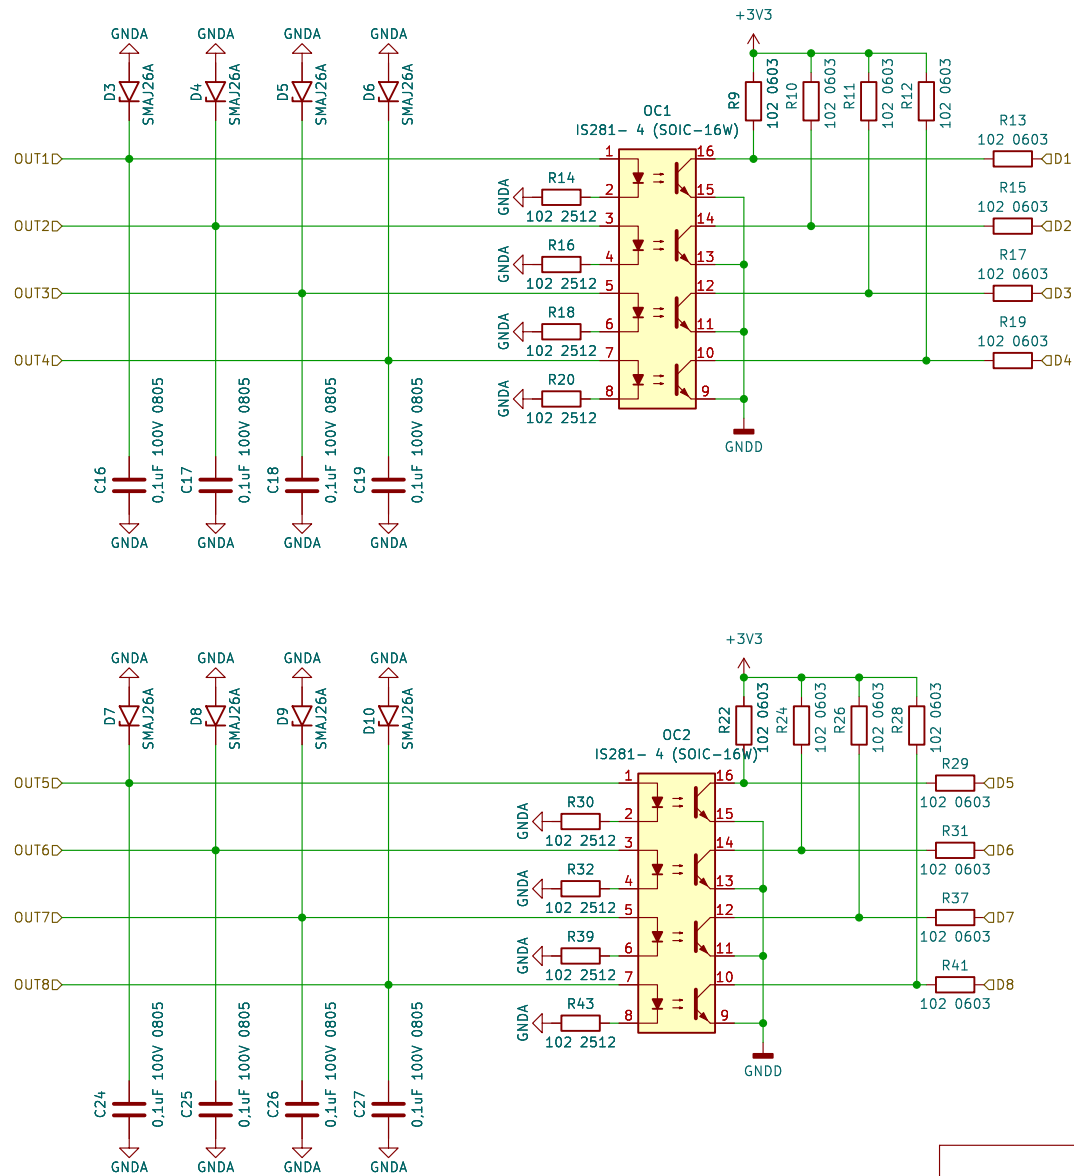 +3V3
GNDA GNDA GNDA GNDA
D3 SMAJ26A D4 SMAJ26A D5 SMAJ26A D6 SMAJ26A
R9 102 0603 R10 102 0603 R11 102 0603 R12 102 0603
OC1
IS281- 4 (SOIC-16W)
R13
102 0603
OUT1 1 16 D1
GNDA R14 2 15
102 2512
R15
102 0603
OUT2 3 14 D2
GNDA R16 4 13
102 2512
R17
102 0603
OUT3 5 12 D3
GNDA R18 6 11
102 2512
R19
102 0603
OUT4 7 10 D4
GNDA R20 8 9
102 2512
GNDD
C16 0,1uF 100V 0805 C17 0,1uF 100V 0805 C18 0,1uF 100V 0805 C19 0,1uF 100V 0805
GNDA GNDA GNDA GNDA
+3V3
GNDA GNDA GNDA GNDA
D7 SMAJ26A D8 SMAJ26A D9 SMAJ26A D10 SMAJ26A
R22 102 0603 R24 102 0603 R26 102 0603 R28 102 0603
OC2
IS281- 4 (SOIC-16W)
R29
OUT5 1 16 D5
102 0603
GNDA R30 2 15
102 2512
R31
OUT6 3 14 D6
102 0603
GNDA R32 4 13
102 2512
R37
OUT7 5 12 D7
102 0603
GNDA R39 6 11
102 2512
R41
OUT8 7 10 D8
102 0603
GNDA R43 8 9
102 2512
GNDD
C24 0,1uF 100V 0805 C25 0,1uF 100V 0805 C26 0,1uF 100V 0805 C27 0,1uF 100V 0805
GNDA GNDA GNDA GNDA